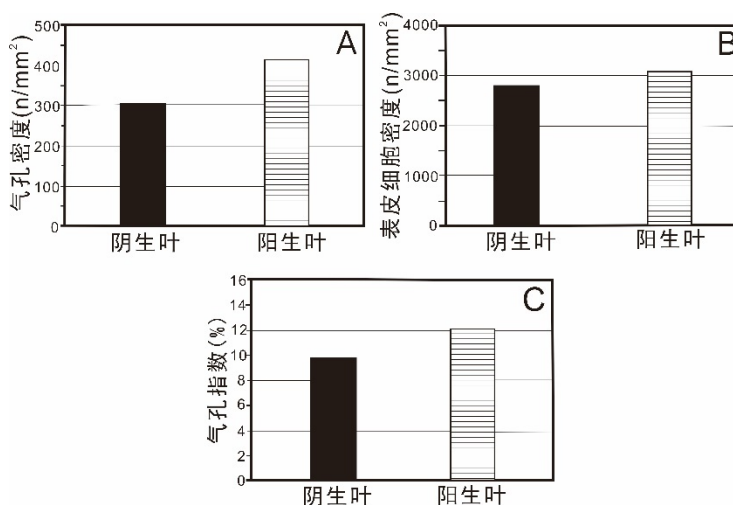 A
气孔密度(n/mm²)
500
400
300
200
100
0
阴生叶
阳生叶
B
表皮细胞密度(n/mm²)
4000
3000
2000
1000
0
阴生叶
阳生叶
C
气孔指数(%)
16
14
12
10
8
6
4
2
0
阴生叶
阳生叶